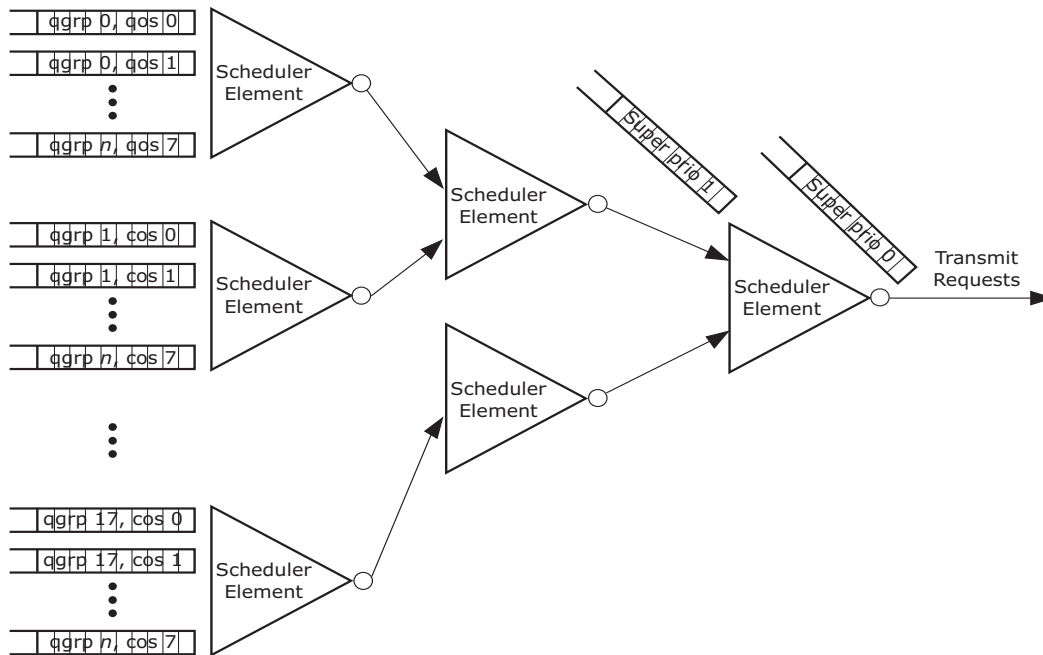 qgrp 0, qos 0
qgrp 0, qos 1
qgrp n, qos 7
Scheduler
Element
qgrp 1, cos 0
qgrp 1, cos 1
qgrp n, cos 7
Scheduler
Element
qgrp 17, cos 0
qgrp 17, cos 1
qgrp n, cos 7
Scheduler
Element
Scheduler
Element
Scheduler
Element
Super prio 1
Super prio 0
Scheduler
Element
Transmit
Requests